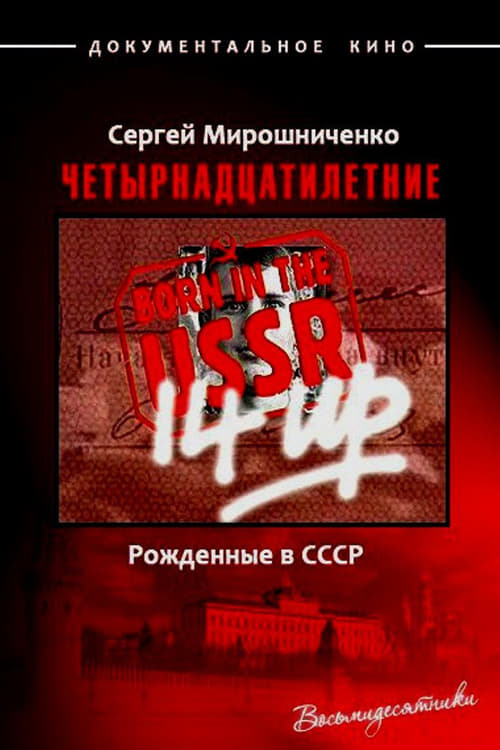 ДОКУМЕНТАЛЬНОЕ КИНО
Сергей Мирошниченко
ЧЕТЫРНАДЦАТИЛЕТНИЕ
BORN IN THE
USSR
14 up
Рожденные в СССР
Восьмидесятники